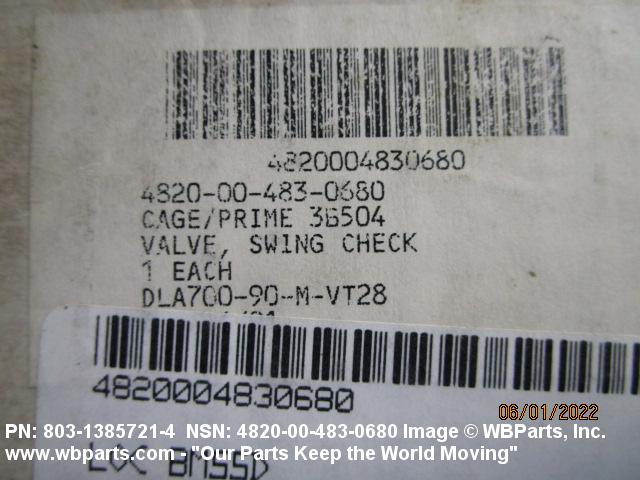 4820004830680
4820-00-483-0680
CAGE/PRIME 3B504
VALVE, SWING CHECK
1 EACH
DLA700-90-M-VT28
4820004830680
06/01/2022
PN: 803-1385721-4 NSN: 4820-00-483-0680 Image © WBParts, Inc.
www.wbparts.com - "Our Parts Keep the World Moving"
LOC BMSSD